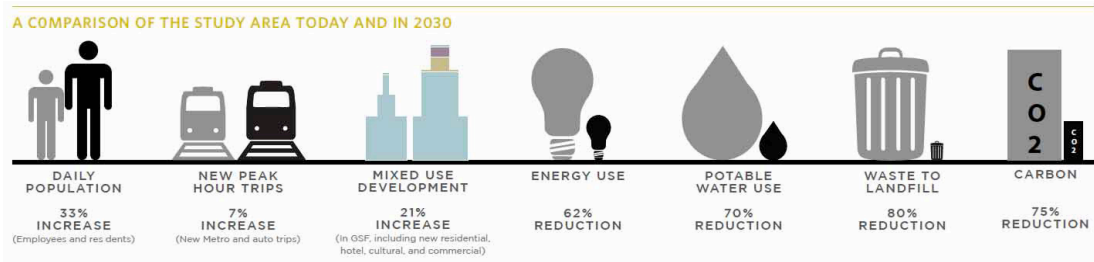 A COMPARISON OF THE STUDY AREA TODAY AND IN 2030
CO2
CO2
DAILY
POPULATION
33%
INCREASE
(Employees and residents)
NEW PEAK
HOUR TRIPS
7%
INCREASE
(New Metro and auto trips)
MIXED USE
DEVELOPMENT
21%
INCREASE
(In GSF, including new residential,
hotel, cultural, and commercial)
ENERGY USE
62%
REDUCTION
POTABLE
WATER USE
70%
REDUCTION
WASTE TO
LANDFILL
80%
REDUCTION
CARBON
75%
REDUCTION